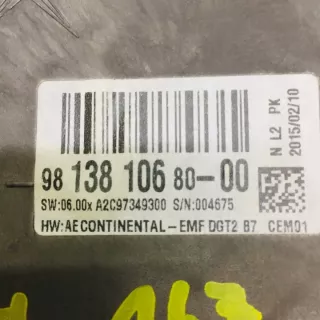 98 138 106 80-00
SW:06.00x A2C97349300 S/N:004675
HW:AE CONTINENTAL-EMF DGT2 B7 CEM01
N L2 PK
2015/02/10
163